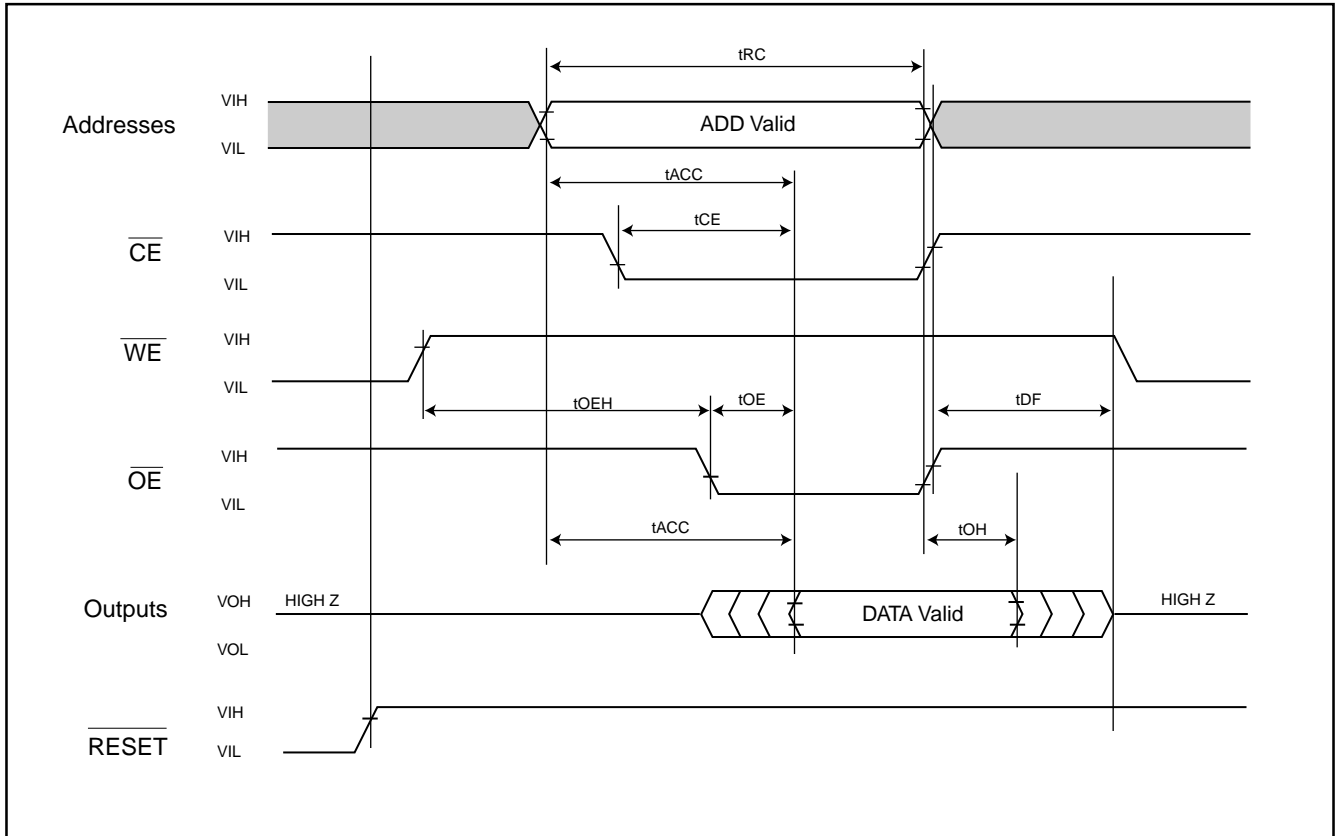 tRC
VIH
Addresses
ADD Valid
VIL
tACC
tCE
VIH
CE
VIL
VIH
WE
VIL
tOEH
tOE
tDF
VIH
OE
VIL
tACC
tOH
Outputs
VOH
HIGH Z
DATA Valid
HIGH Z
VOL
VIH
RESET
VIL